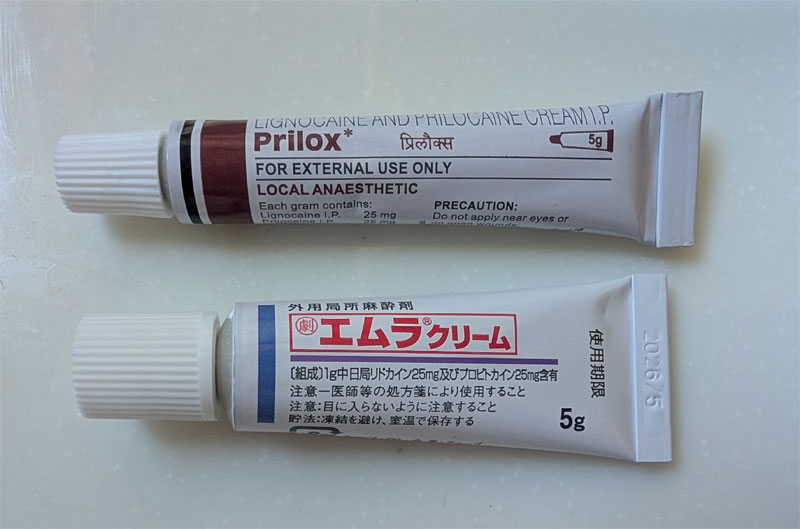 LIGNOCAINE AND PRILOCAINE CREAM I.P.
Prilox* प्रिलौक्स 5g
FOR EXTERNAL USE ONLY
LOCAL ANAESTHETIC
Each gram contains:
Lignocaine I.P. 25 mg
Prilocaine I.P. 25 mg
PRECAUTION:
Do not apply near eyes or
on open wounds.
外用局所麻酔剤
劇 エムラ®クリーム
〔組成〕1g中日局リドカイン25mg及びプロピトカイン25mg含有
注意－医師等の処方箋により使用すること
注意:目に入らないように注意すること
貯法:凍結を避け、室温で保存する
5g
使用期限
2026/5